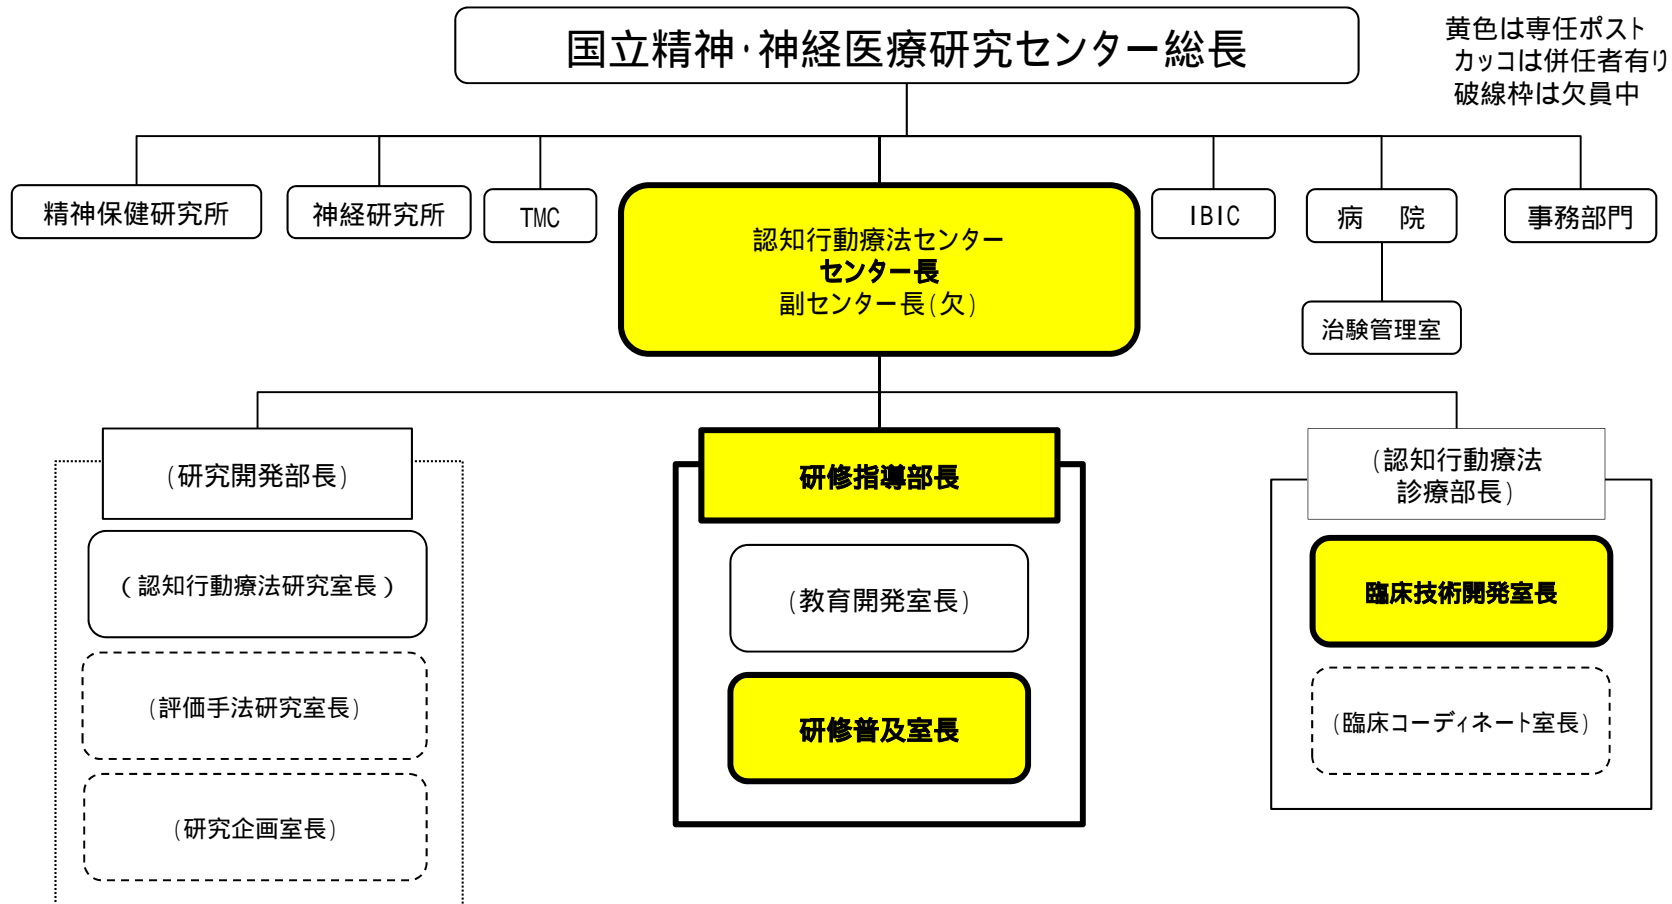 国立精神・神経医療研究センター総長
黄色は専任ポスト
カッコは併任者有り
破線枠は欠員中
精神保健研究所
神経研究所
TMC
認知行動療法センター
センター長
副センター長(欠)
IBIC
病 院
事務部門
治験管理室
(研究開発部長)
(認知行動療法研究室長)
(評価手法研究室長)
(研究企画室長)
研修指導部長
(教育開発室長)
研修普及室長
(認知行動療法
診療部長)
臨床技術開発室長
(臨床コーディネート室長)